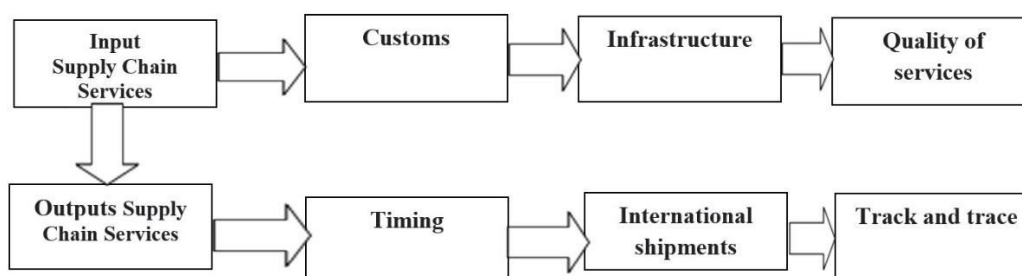 Input
Supply Chain
Services
Customs
Infrastructure
Quality of
services
Outputs Supply
Chain Services
Timing
International
shipments
Track and trace